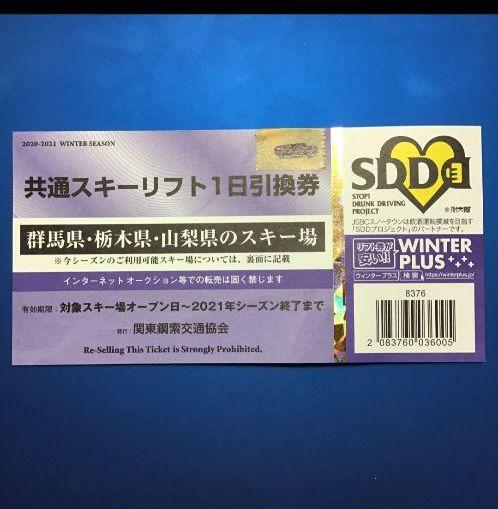 2020-2021 WINTER SEASON
共通スキーリフト1日引換券
群馬県・栃木県・山梨県のスキー場
※今シーズンのご利用可能スキー場については、裏面に記載
インターネットオークション等での転売は固く禁じます
有効期限：対象スキー場オープン日～2021年シーズン終了まで
発行：関東鋼索交通協会
Re-Selling This Ticket is Strongly Prohibited.
SDD
STOP!
DRUNK DRIVING
PROJECT
JSBCスノータウンは飲酒運転撲滅を目指す
「SDDプロジェクト」のパートナーです。
リフト券が
安い!!
WINTER
PLUS
ウィンタープラス 検索 https://winterplus.jp/
8376
2 083760 036005